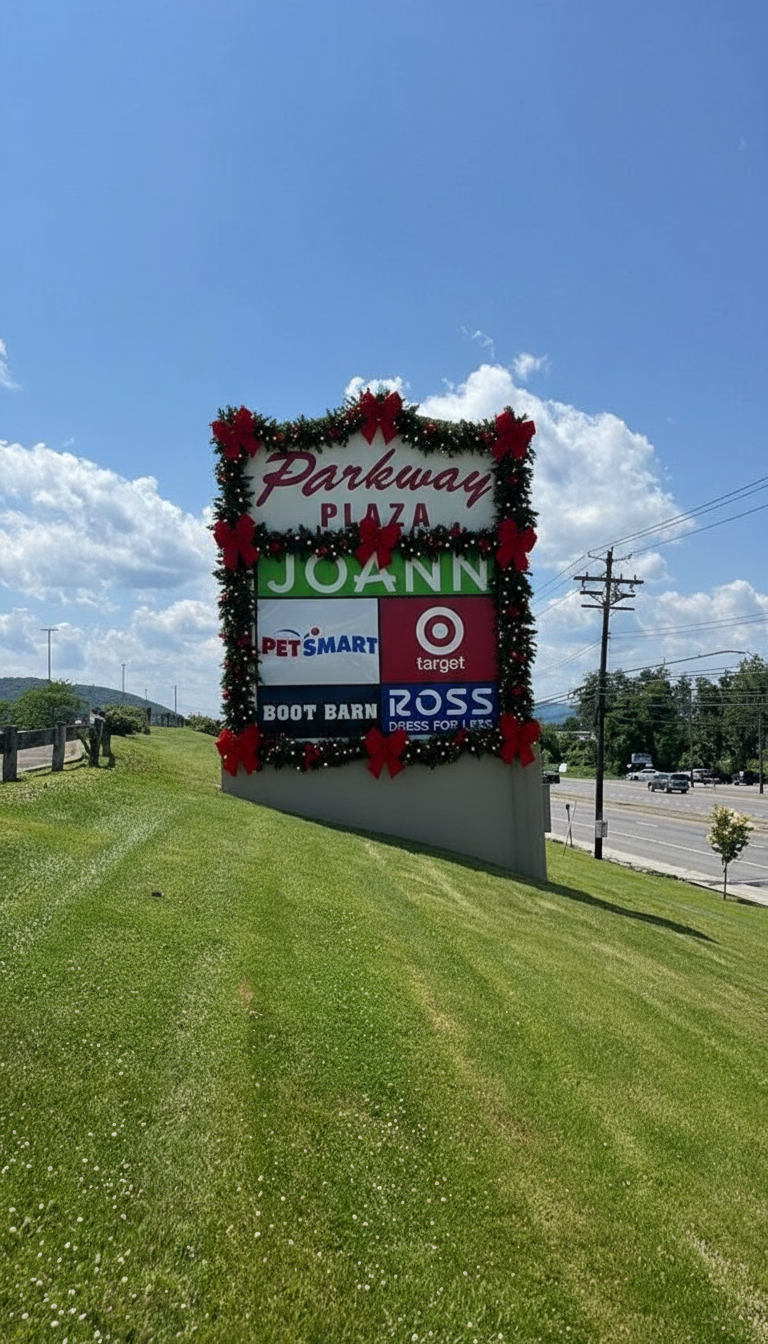 Parkway
PLAZA
JOANN
PETSMART
target
BOOT BARN
ROSS
DRESS FOR LESS